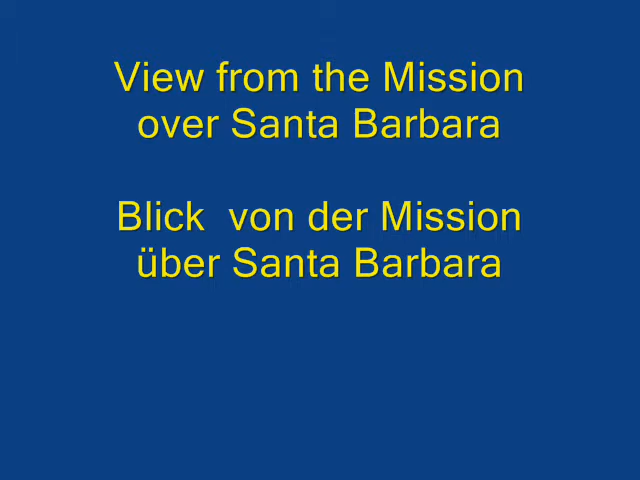 View from the Mission
over Santa Barbara
Blick  von der Mission
über Santa Barbara